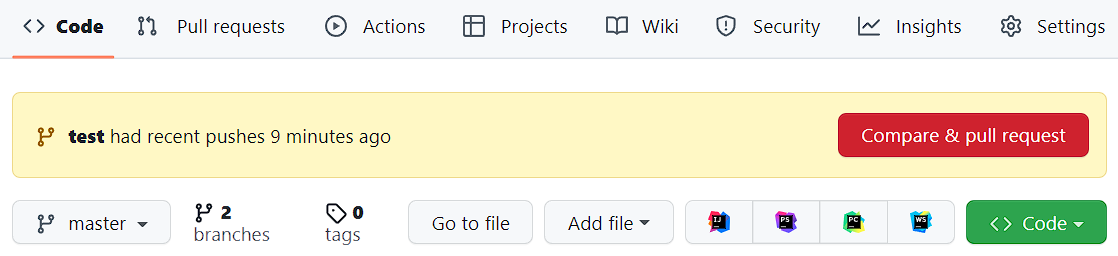 Code Pull requests Actions Projects Wiki Security Insights Settings
test had recent pushes 9 minutes ago Compare & pull request
master 2 branches 0 tags Go to file Add file IJ PS PC WS Code